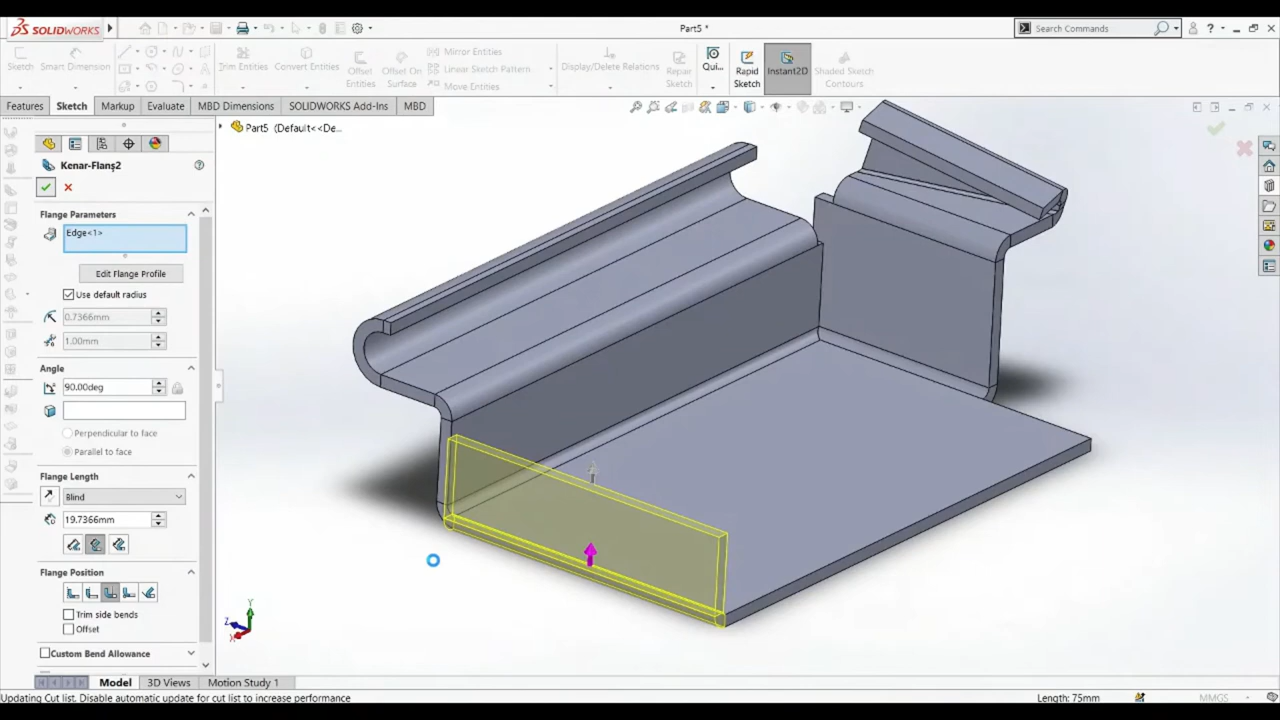 SOLIDWORKS
Part5 *
Search Commands
Sketch
Smart Dimension
Trim Entities
Convert Entities
Offset Entities
Offset On Surface
Mirror Entities
Linear Sketch Pattern
Move Entities
Display/Delete Relations
Repair Sketch
Qui...
Rapid Sketch
Instant2D
Shaded Sketch Contours
Features
Sketch
Markup
Evaluate
MBD Dimensions
SOLIDWORKS Add-Ins
MBD
Part5 (Default<<De...
Kenar-Flanş2
Flange Parameters
Edge<1>
Edit Flange Profile
Use default radius
0.7366mm
1.00mm
Angle
90.00deg
Perpendicular to face
Parallel to face
Flange Length
Blind
19.7366mm
Flange Position
Trim side bends
Offset
Custom Bend Allowance
Y
Z
X
Model
3D Views
Motion Study 1
Updating Cut list. Disable automatic update for cut list to increase performance
Length: 75mm
MMGS